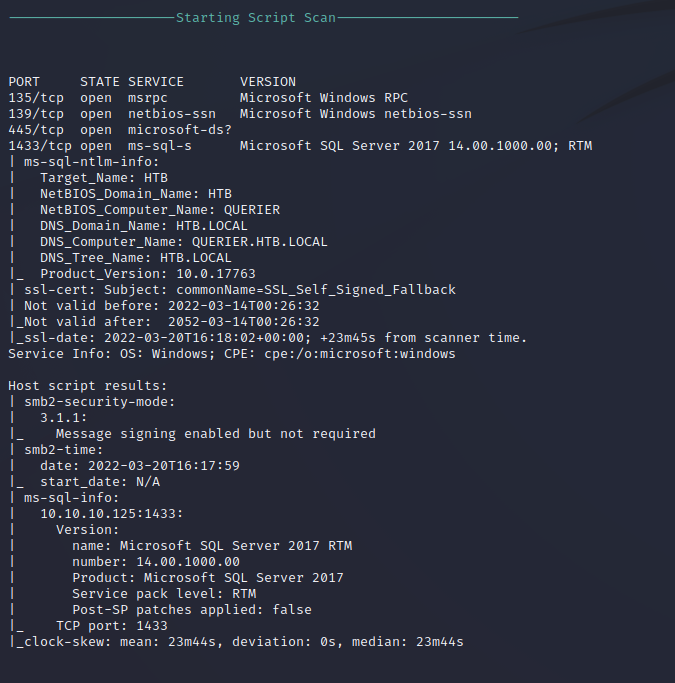 ---------------------Starting Script Scan-----------------------
PORT     STATE SERVICE       VERSION
135/tcp  open  msrpc         Microsoft Windows RPC
139/tcp  open  netbios-ssn   Microsoft Windows netbios-ssn
445/tcp  open  microsoft-ds?
1433/tcp open  ms-sql-s      Microsoft SQL Server 2017 14.00.1000.00; RTM
| ms-sql-ntlm-info:
|   Target_Name: HTB
|   NetBIOS_Domain_Name: HTB
|   NetBIOS_Computer_Name: QUERIER
|   DNS_Domain_Name: HTB.LOCAL
|   DNS_Computer_Name: QUERIER.HTB.LOCAL
|   DNS_Tree_Name: HTB.LOCAL
|_  Product_Version: 10.0.17763
| ssl-cert: Subject: commonName=SSL_Self_Signed_Fallback
| Not valid before: 2022-03-14T00:26:32
|_Not valid after:  2052-03-14T00:26:32
|_ssl-date: 2022-03-20T16:18:02+00:00; +23m45s from scanner time.
Service Info: OS: Windows; CPE: cpe:/o:microsoft:windows
Host script results:
| smb2-security-mode:
|   3.1.1:
|_    Message signing enabled but not required
| smb2-time:
|   date: 2022-03-20T16:17:59
|_  start_date: N/A
| ms-sql-info:
|   10.10.10.125:1433:
|     Version:
|       name: Microsoft SQL Server 2017 RTM
|       number: 14.00.1000.00
|       Product: Microsoft SQL Server 2017
|       Service pack level: RTM
|       Post-SP patches applied: false
|_    TCP port: 1433
|_clock-skew: mean: 23m44s, deviation: 0s, median: 23m44s